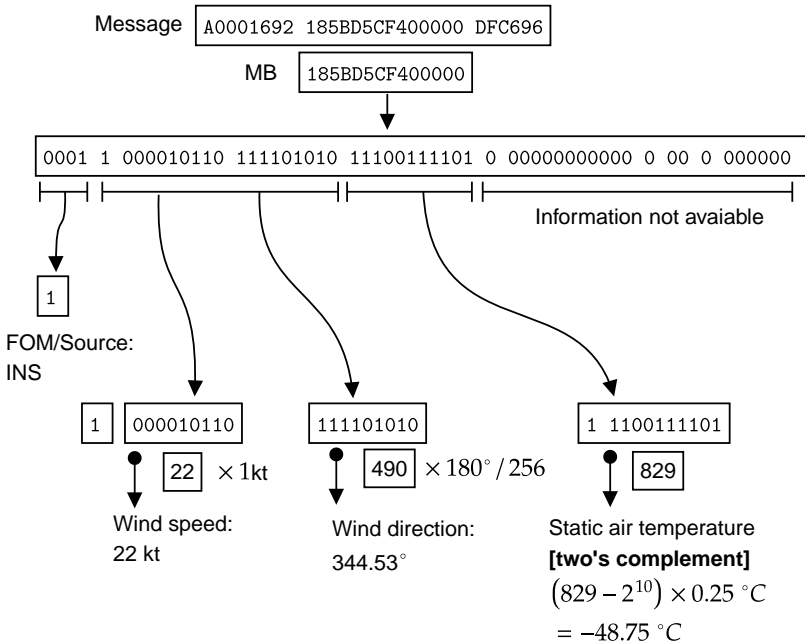 Message A0001692 185BD5CF400000 DFC696
MB 185BD5CF400000
0001 1 000010110 111101010 11100111101 0 00000000000 0 00 0 000000
Information not avaiable
1
FOM/Source:
INS
1 000010110 111101010 1 1100111101
22 × 1kt 490 × 180° / 256 829
Wind speed: Wind direction: Static air temperature
22 kt 344.53° [two's complement]
(829 − 2¹⁰) × 0.25 °C
= −48.75 °C